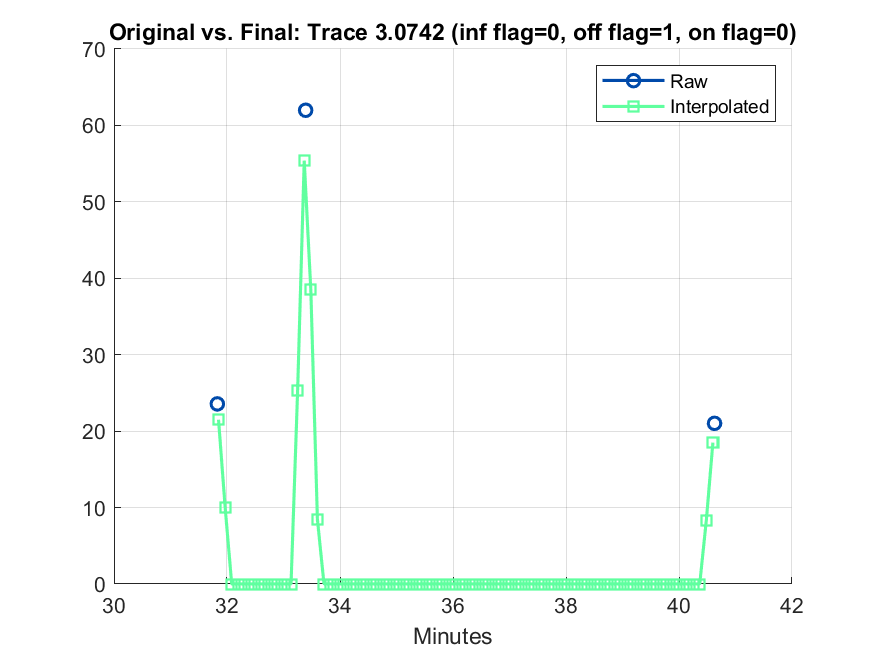 Original vs. Final: Trace 3.0742 (inf flag=0, off flag=1, on flag=0)
70
60
50
40
30
20
10
0
Raw
Interpolated
30 32 34 36 38 40 42
Minutes